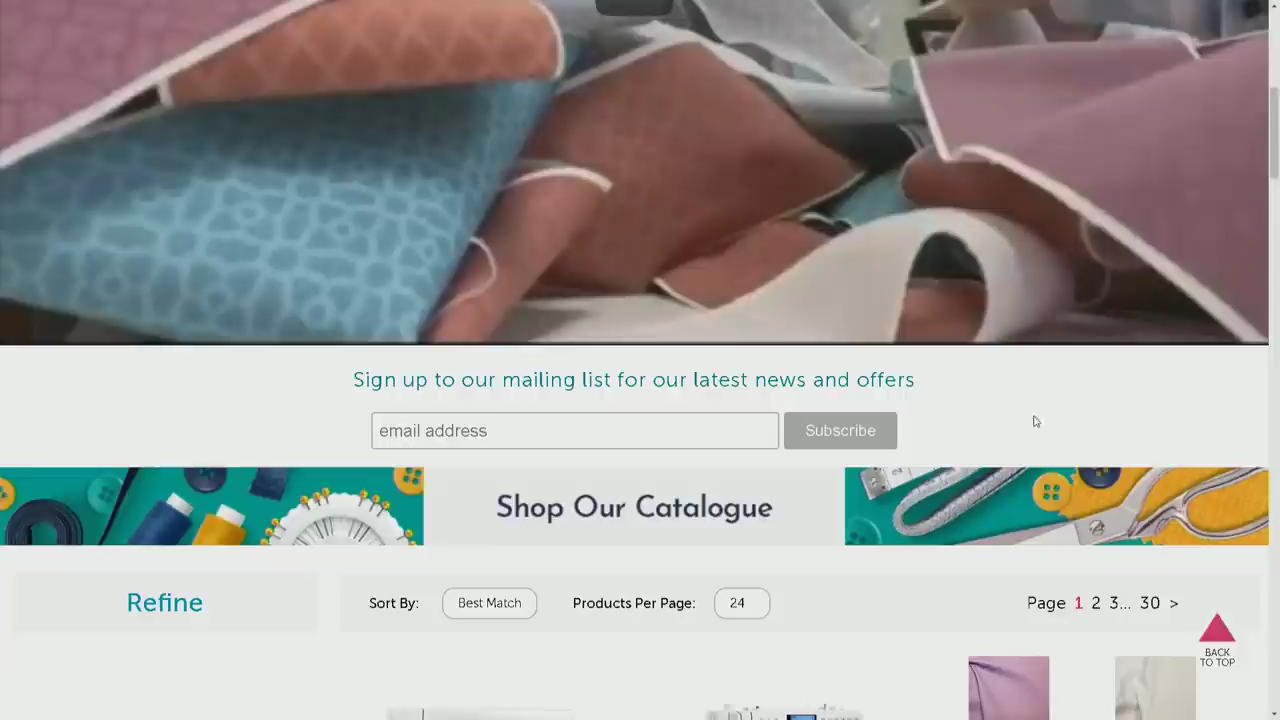 Sign up to our mailing list for our latest news and offers
email address
Subscribe
Shop Our Catalogue
Refine
Sort By:
Best Match
Products Per Page:
24
Page 1 2 3... 30 >
BACK
TO TOP